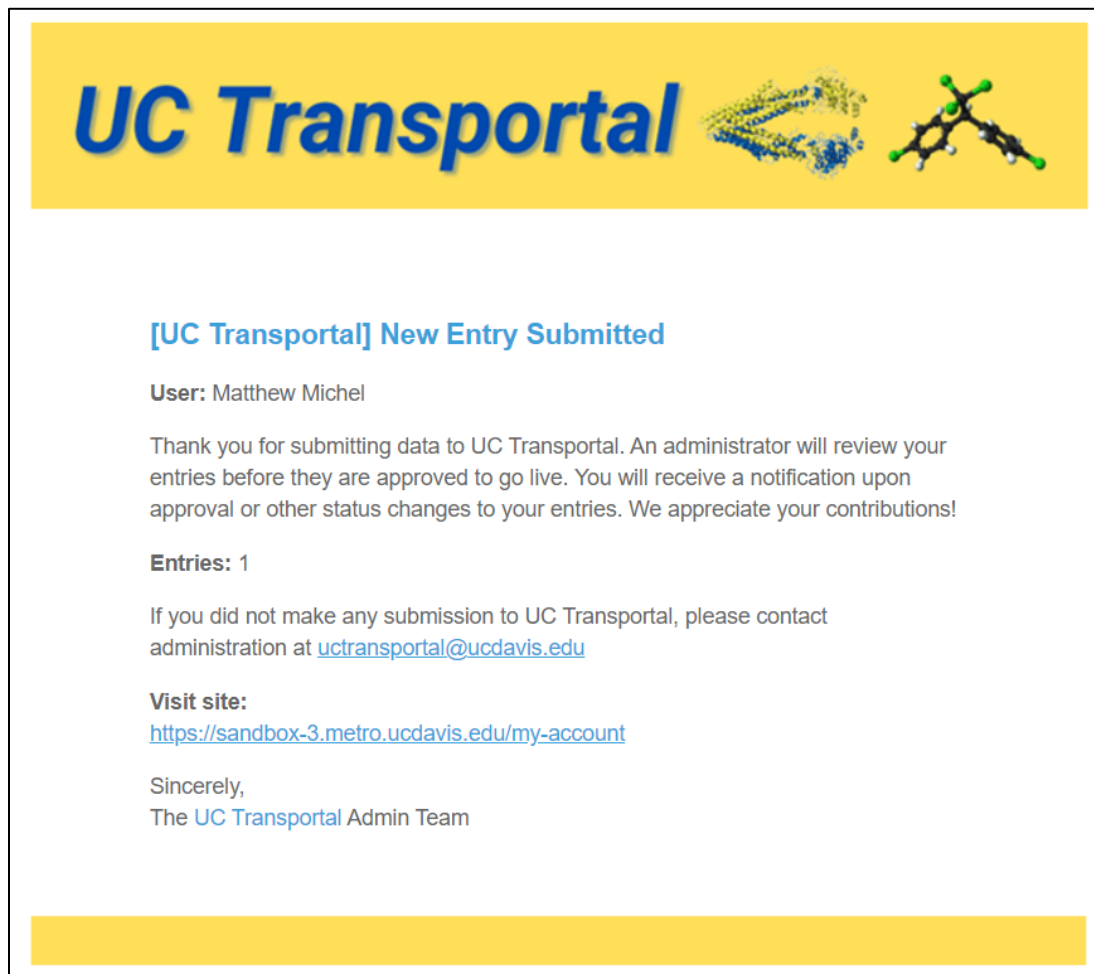 UC Transportal
[UC Transportal] New Entry Submitted
User: Matthew Michel
Thank you for submitting data to UC Transportal. An administrator will review your
entries before they are approved to go live. You will receive a notification upon
approval or other status changes to your entries. We appreciate your contributions!
Entries: 1
If you did not make any submission to UC Transportal, please contact
administration at uctransportal@ucdavis.edu
Visit site:
https://sandbox-3.metro.ucdavis.edu/my-account
Sincerely,
The UC Transportal Admin Team